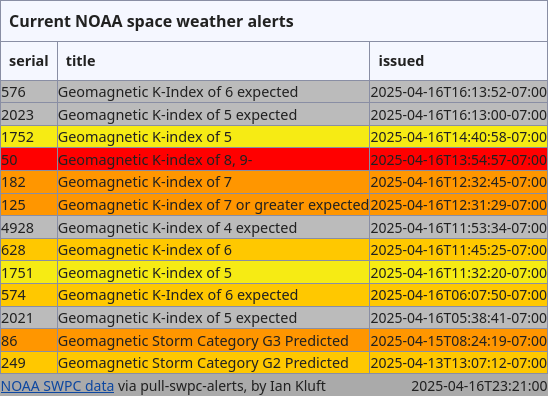 Current NOAA space weather alerts
serial title issued
576 Geomagnetic K-Index of 6 expected 2025-04-16T16:13:52-07:00
2023 Geomagnetic K-index of 5 expected 2025-04-16T16:13:00-07:00
1752 Geomagnetic K-index of 5 2025-04-16T14:40:58-07:00
50 Geomagnetic K-index of 8, 9- 2025-04-16T13:54:57-07:00
182 Geomagnetic K-index of 7 2025-04-16T12:32:45-07:00
125 Geomagnetic K-index of 7 or greater expected 2025-04-16T12:31:29-07:00
4928 Geomagnetic K-index of 4 expected 2025-04-16T11:53:34-07:00
628 Geomagnetic K-index of 6 2025-04-16T11:45:25-07:00
1751 Geomagnetic K-index of 5 2025-04-16T11:32:20-07:00
574 Geomagnetic K-Index of 6 expected 2025-04-16T06:07:50-07:00
2021 Geomagnetic K-index of 5 expected 2025-04-16T05:38:41-07:00
86 Geomagnetic Storm Category G3 Predicted 2025-04-15T08:24:19-07:00
249 Geomagnetic Storm Category G2 Predicted 2025-04-13T13:07:12-07:00
NOAA SWPC data via pull-swpc-alerts, by Ian Kluft 2025-04-16T23:21:00